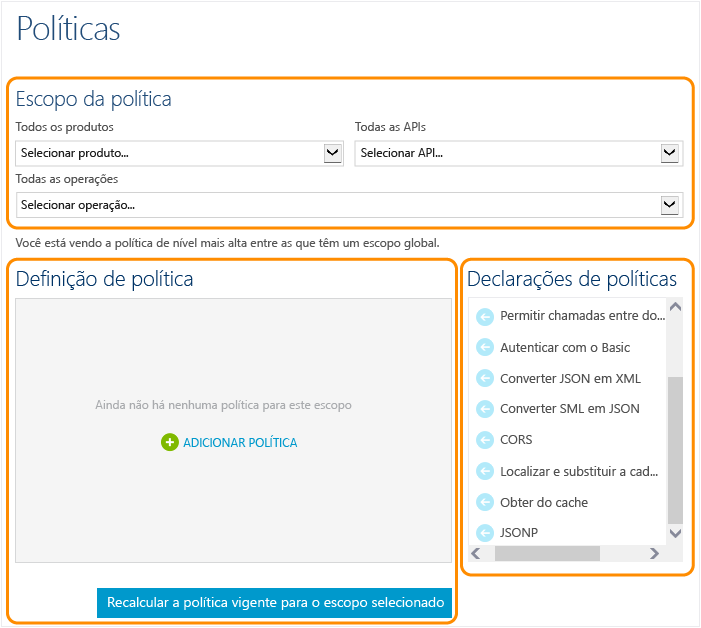 Políticas
Escopo da política
Todos os produtos
Todas as APIs
Selecionar produto...
Selecionar API...
Todas as operações
Selecionar operação...
Você está vendo a política de nível mais alta entre as que têm um escopo global.
Definição de política
Ainda não há nenhuma política para este escopo
ADICIONAR POLÍTICA
Recalcular a política vigente para o escopo selecionado
Declarações de políticas
Permitir chamadas entre do...
Autenticar com o Basic
Converter JSON em XML
Converter SML em JSON
CORS
Localizar e substituir a cad...
Obter do cache
JSONP